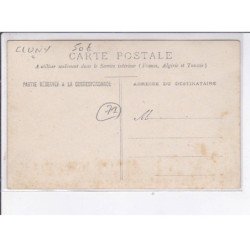 CLUNY 50€
CARTE POSTALE
A utiliser seulement dans le Service intérieur (France, Algérie et Tunisie)
PARTIE RÉSERVÉE A LA CORRESPONDANCE
ADRESSE DU DESTINATAIRE
71
M